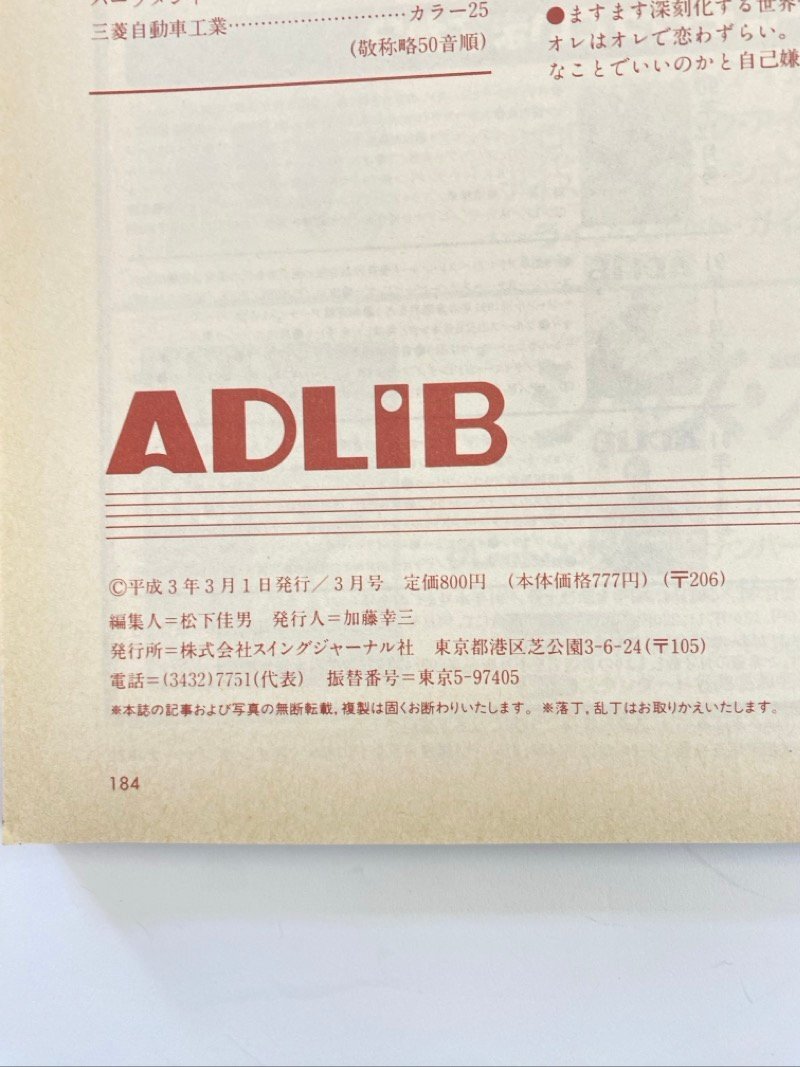 三菱自動車工業……………………カラー25
(敬称略50音順)
●ますます深刻化する世界
オレはオレで恋わずらい。
なことでいいのかと自己嫌
ADLiB
©平成3年3月1日発行／3月号 定価800円 (本体価格777円) (〒206)
編集人＝松下佳男 発行人＝加藤幸三
発行所＝株式会社スイングジャーナル社 東京都港区芝公園3-6-24(〒105)
電話＝(3432)7751(代表) 振替番号＝東京5-97405
※本誌の記事および写真の無断転載，複製は固くお断わりいたします。※落丁，乱丁はお取りかえいたします。
184